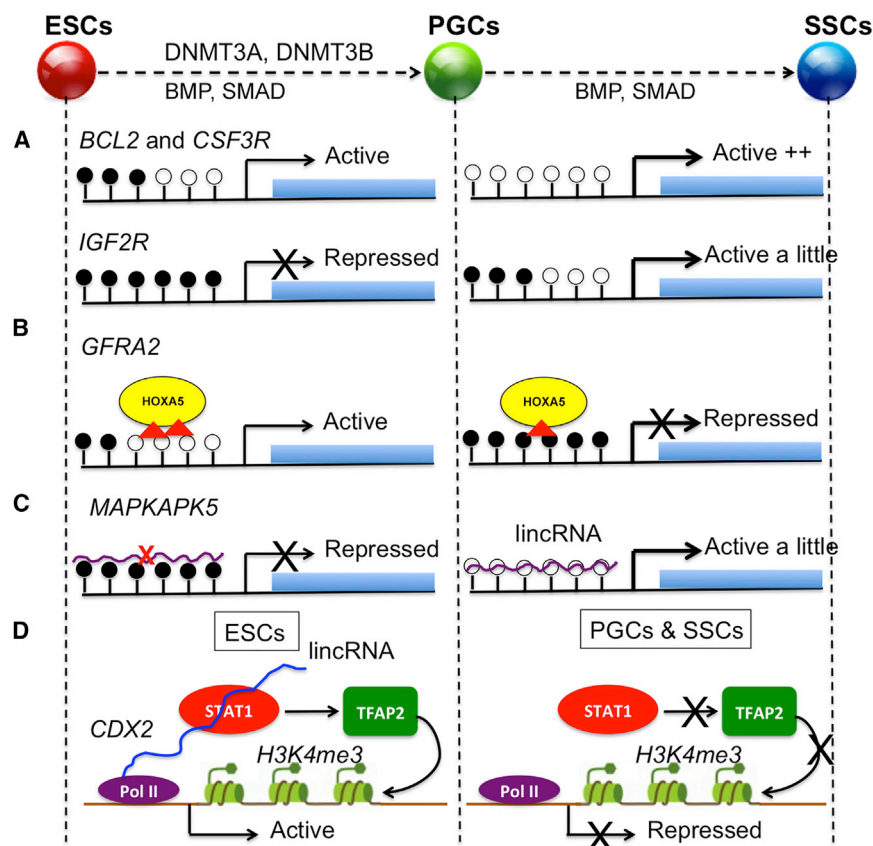 ESCs PGCs SSCs
DNMT3A, DNMT3B
BMP, SMAD BMP, SMAD
A
BCL2 and CSF3R
Active Active ++
IGF2R
Repressed Active a little
B
GFRA2
HOXA5 HOXA5
Active Repressed
C
MAPKAPK5
lincRNA
Repressed Active a little
D
ESCs PGCs & SSCs
lincRNA
STAT1 TFAP2 STAT1 TFAP2
CDX2
H3K4me3 H3K4me3
Pol II Pol II
Active Repressed